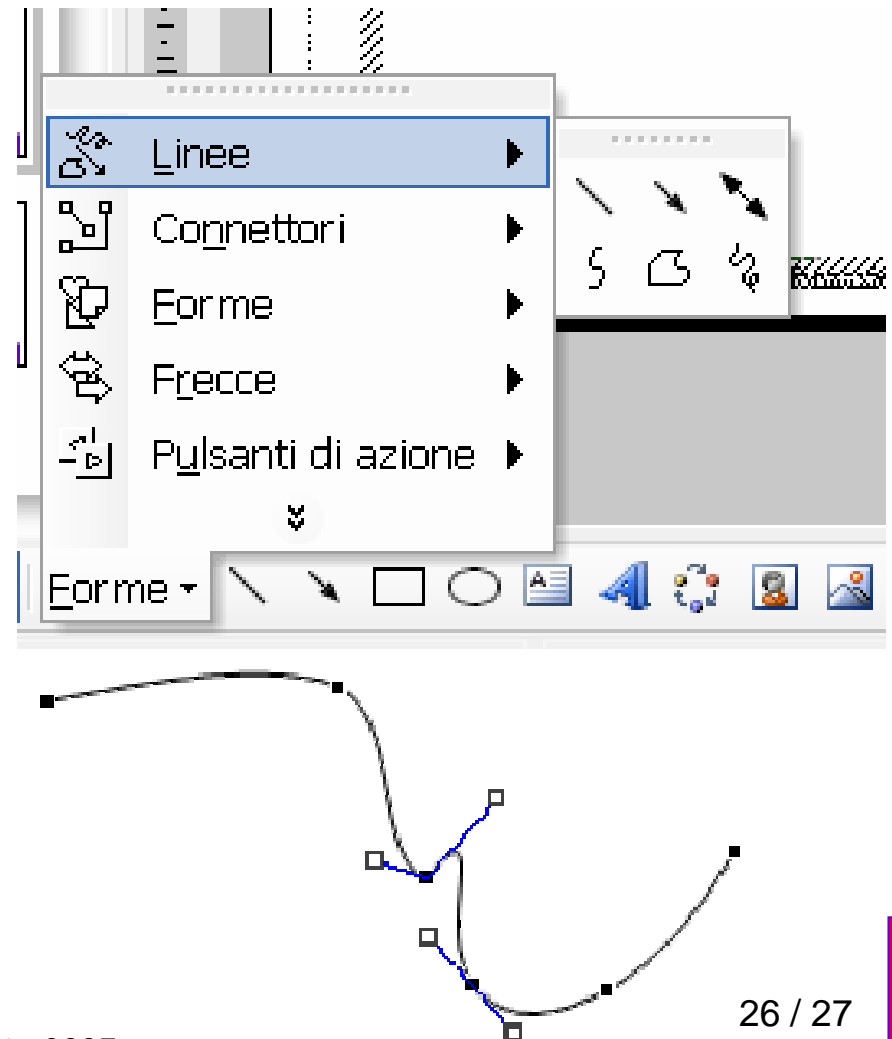 Linee
Connettori
Forme
Frecce
Pulsanti di azione
Forme
26 / 27